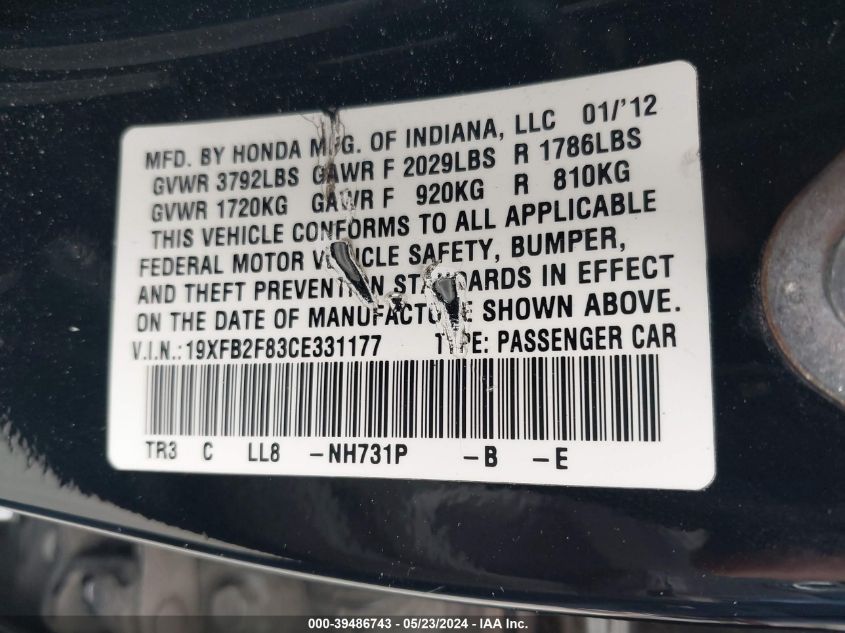 MFD. BY HONDA MFG. OF INDIANA, LLC 01/'12
GVWR 3792LBS GAWR F 2029LBS R 1786LBS
GVWR 1720KG GAWR F 920KG R 810KG
THIS VEHICLE CONFORMS TO ALL APPLICABLE
FEDERAL MOTOR VEHICLE SAFETY, BUMPER,
AND THEFT PREVENTION STANDARDS IN EFFECT
ON THE DATE OF MANUFACTURE SHOWN ABOVE.
V.I.N.:19XFB2F83CE331177 TYPE: PASSENGER CAR
TR3 C LL8 -NH731P -B -E
000-39486743 // 05/23/2024 // IAA Inc.